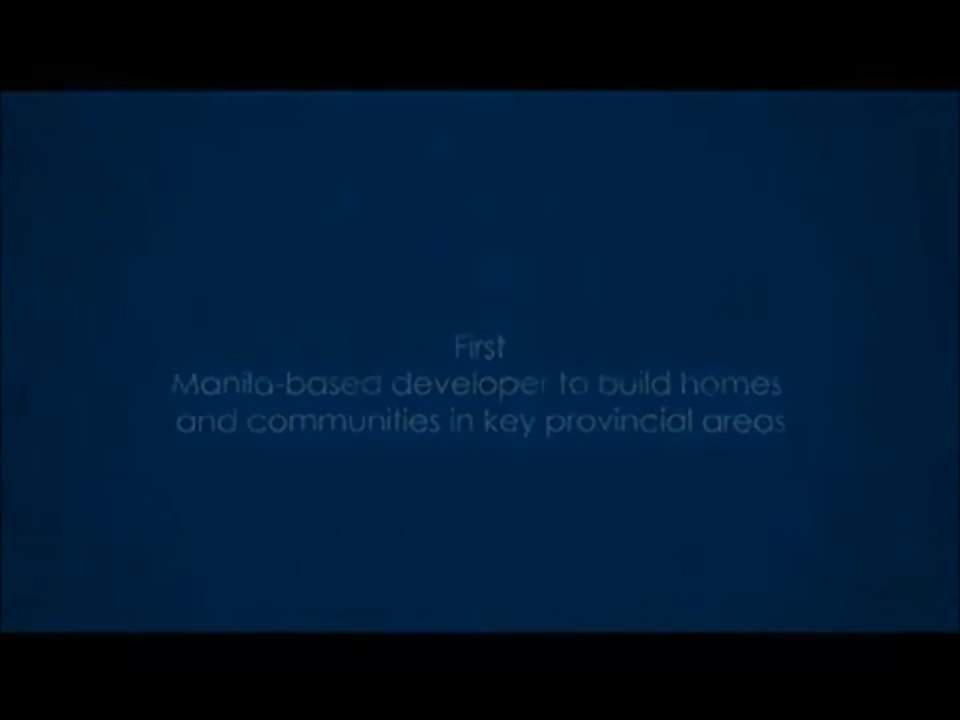 First
Manila-based developer to build homes
and communities in key provincial areas